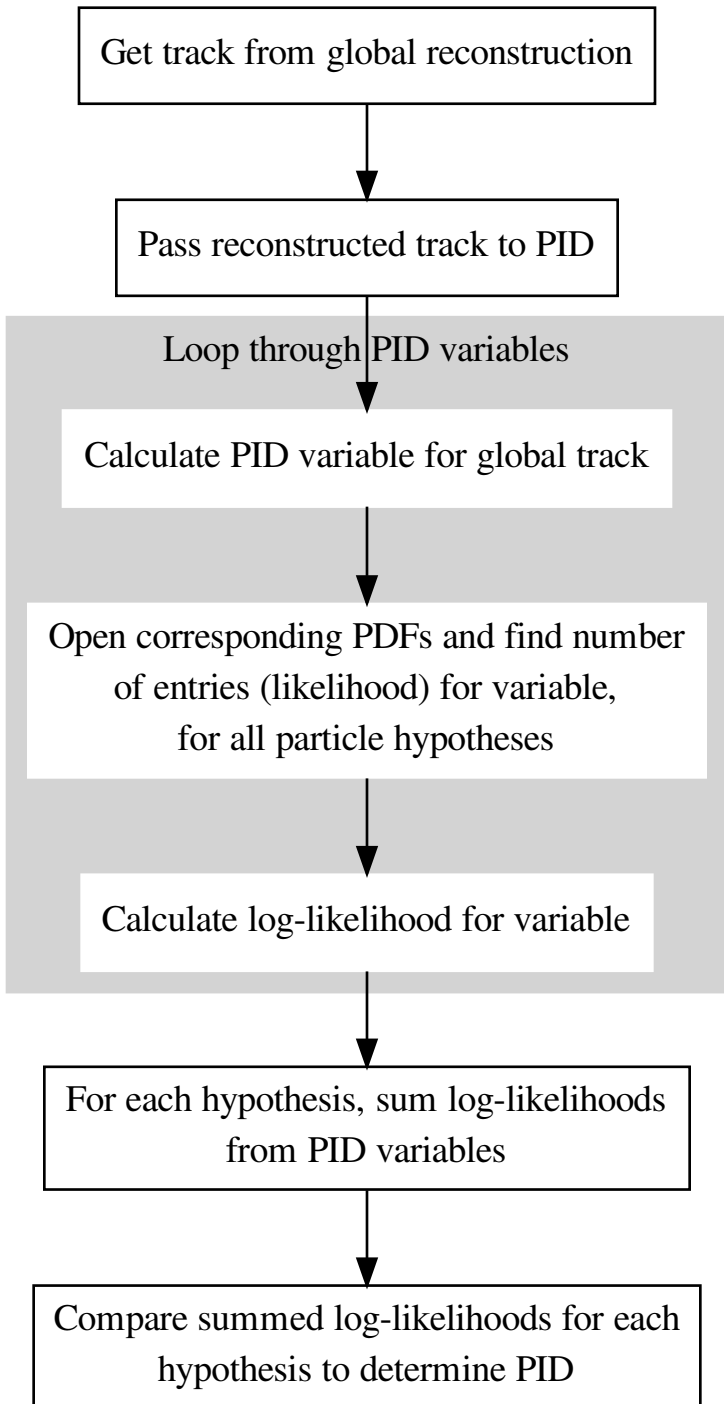 Get track from global reconstruction
Pass reconstructed track to PID
Loop through PID variables
Calculate PID variable for global track
Open corresponding PDFs and find number
of entries (likelihood) for variable,
for all particle hypotheses
Calculate log-likelihood for variable
For each hypothesis, sum log-likelihoods
from PID variables
Compare summed log-likelihoods for each
hypothesis to determine PID